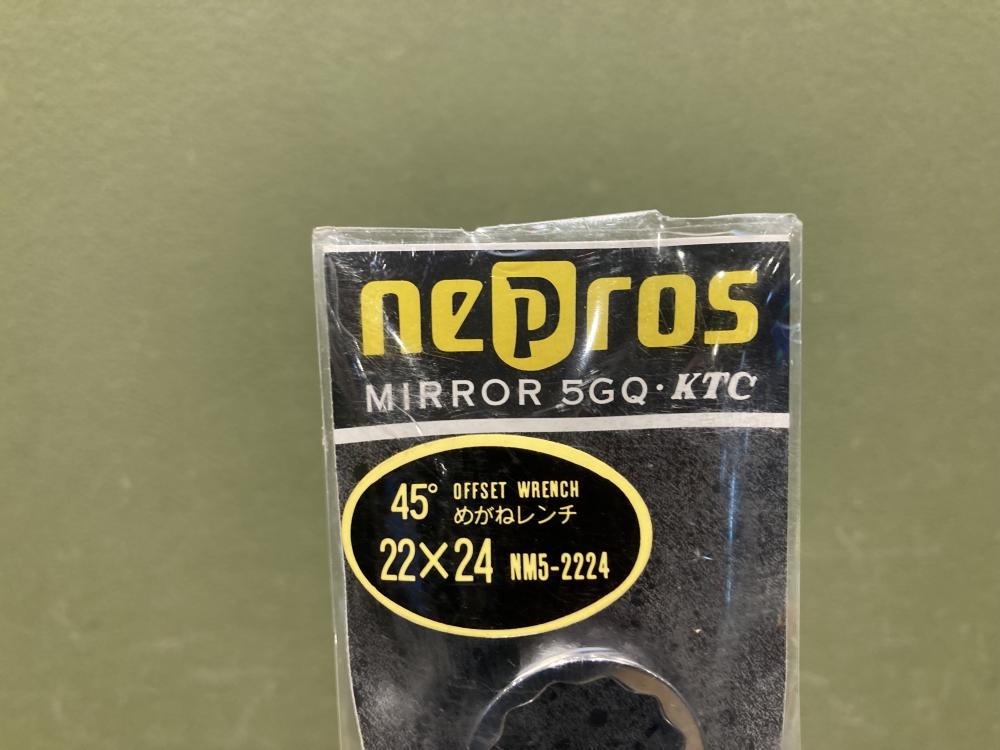 nepros
MIRROR 5GQ・KTC
45° OFFSET WRENCH
めがねレンチ
22×24 NM5-2224